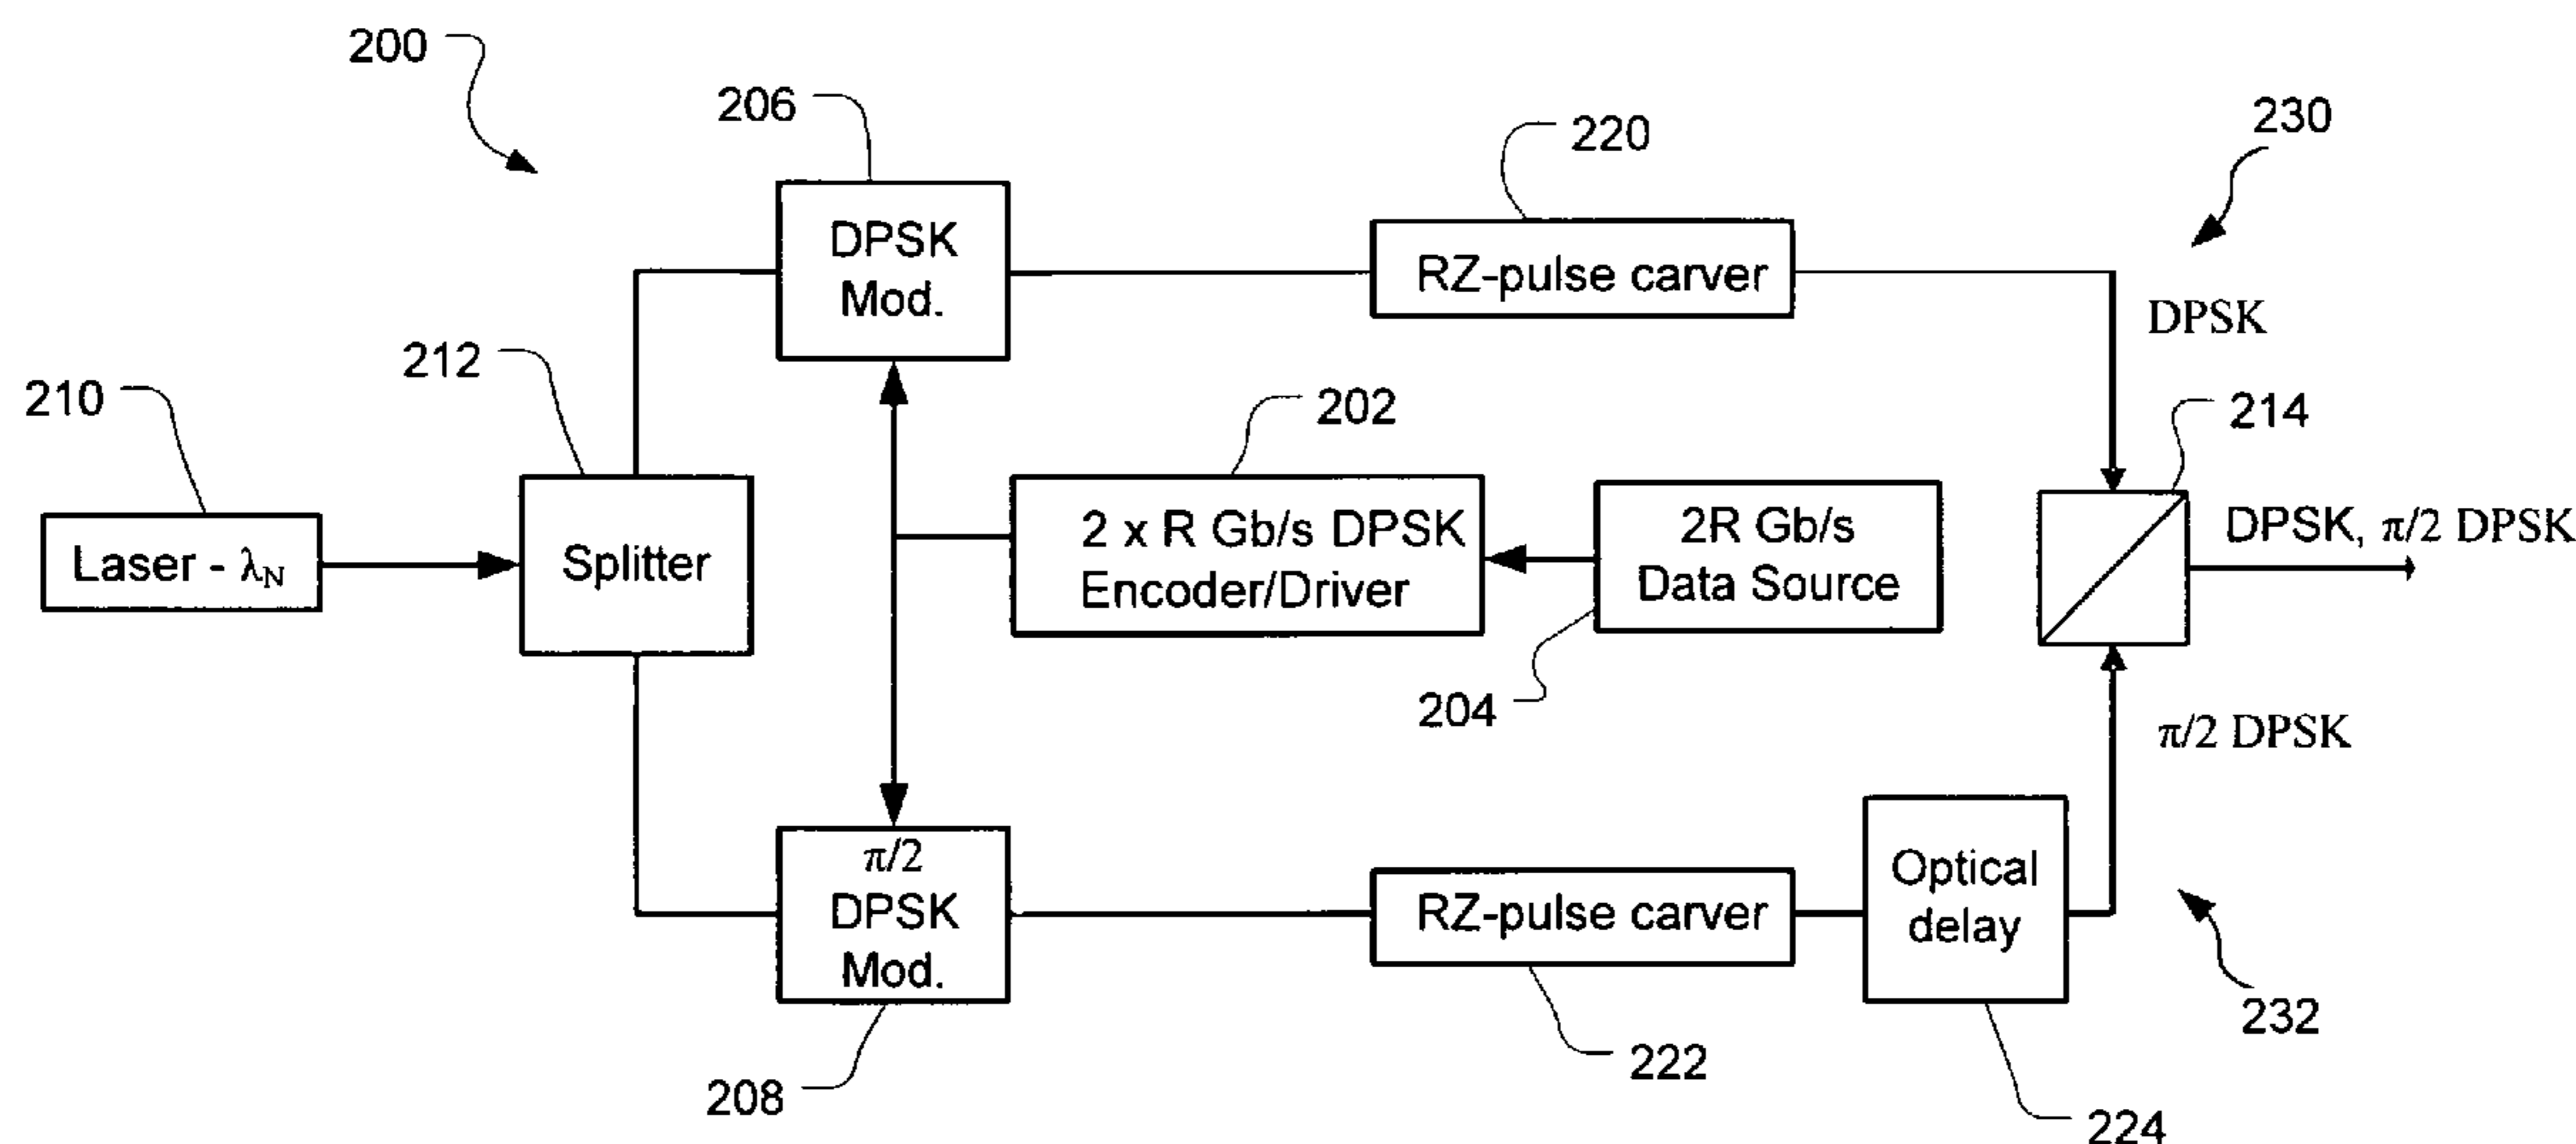 200
206
220
230
DPSK
Mod.
RZ-pulse carver
DPSK
212
210
202
214
Laser - λN
Splitter
2 x R Gb/s DPSK
Encoder/Driver
2R Gb/s
Data Source
DPSK, π/2 DPSK
204
π/2 DPSK
π/2
DPSK
Mod.
RZ-pulse carver
Optical
delay
232
222
208
224